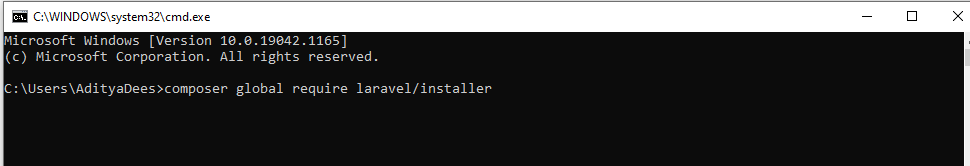 C:\WINDOWS\system32\cmd.exe
Microsoft Windows [Version 10.0.19042.1165]
(c) Microsoft Corporation. All rights reserved.
C:\Users\AdityaDees>composer global require laravel/installer